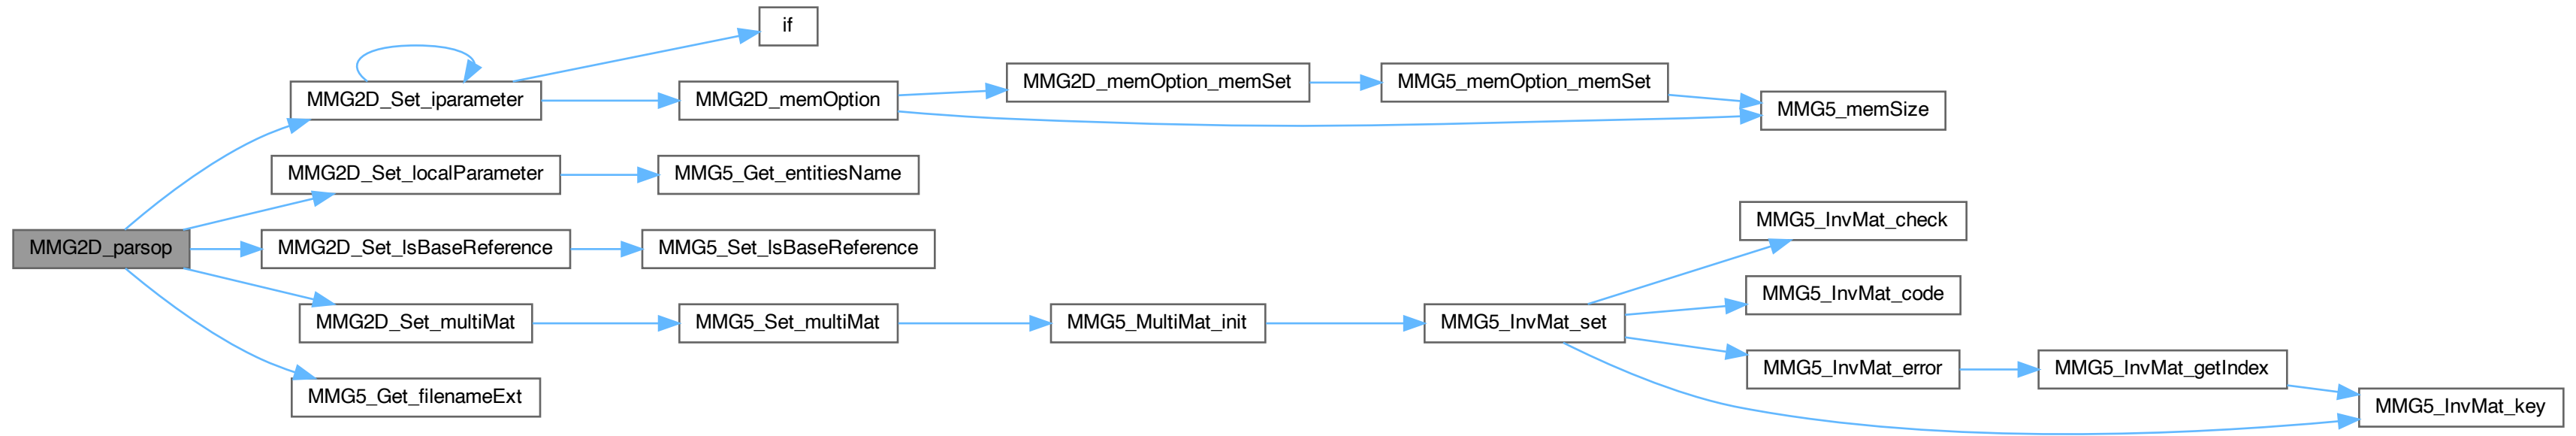 if
MMG2D_Set_iparameter
MMG2D_memOption
MMG2D_memOption_memSet
MMG5_memOption_memSet
MMG5_memSize
MMG2D_Set_localParameter
MMG5_Get_entitiesName
MMG2D_parsop
MMG2D_Set_lsBaseReference
MMG5_Set_lsBaseReference
MMG5_InvMat_check
MMG5_InvMat_code
MMG2D_Set_multiMat
MMG5_Set_multiMat
MMG5_MultiMat_init
MMG5_InvMat_set
MMG5_InvMat_error
MMG5_InvMat_getIndex
MMG5_Get_filenameExt
MMG5_InvMat_key